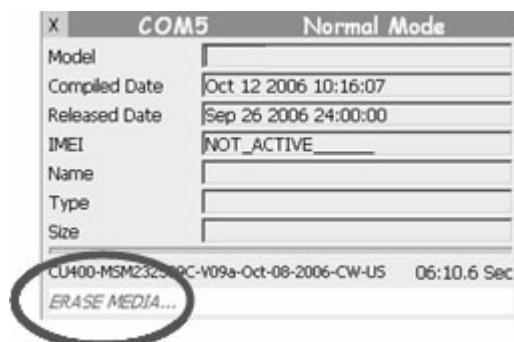 X COM5 Normal Mode
Model
Compiled Date Oct 12 2006 10:16:07
Released Date Sep 26 2006 24:00:00
IMEI NOT_ACTIVE______
Name
Type
Size
06:10.6 Sec
ERASE MEDIA...